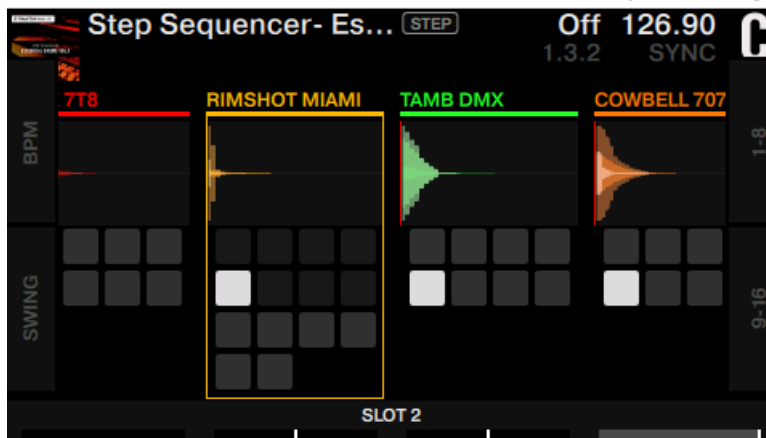 Step Sequencer- Es... STEP Off 126.90
1.3.2 SYNC
C
7T8 RIMSHOT MIAMI TAMB DMX COWBELL 707
BPM
1-8
SWING
9-16
SLOT 2